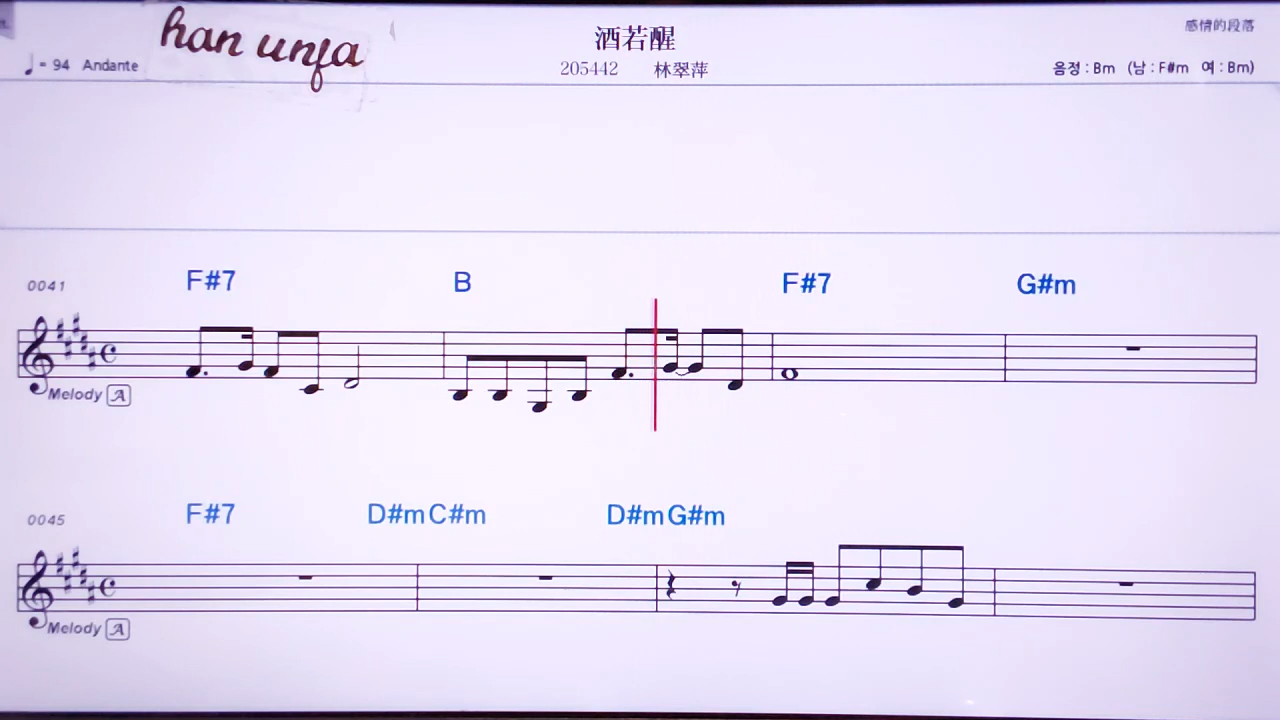 han unfa
酒若醒
感情的段落
♩ = 94 Andante
205442 林翠萍
음정 : Bm (남 : F#m 여 : Bm)
0041 F#7 B F#7 G#m
Melody A
0045 F#7 D#m C#m D#m G#m
Melody A